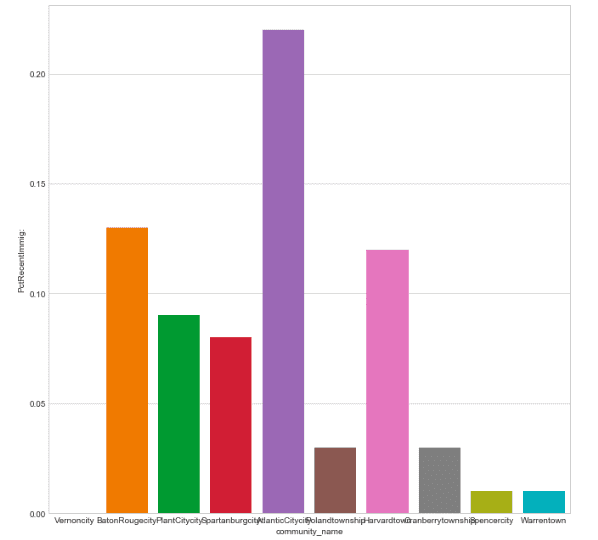 0.20
0.15
0.10
0.05
0.00
PctRecentImmig:
Vernoncity BatonRougecity PlantCitycity Spartanburgcity AtlanticCitycity Polandtownship Harvardtown Cranberrytownship Spencercity Warrentown
community_name